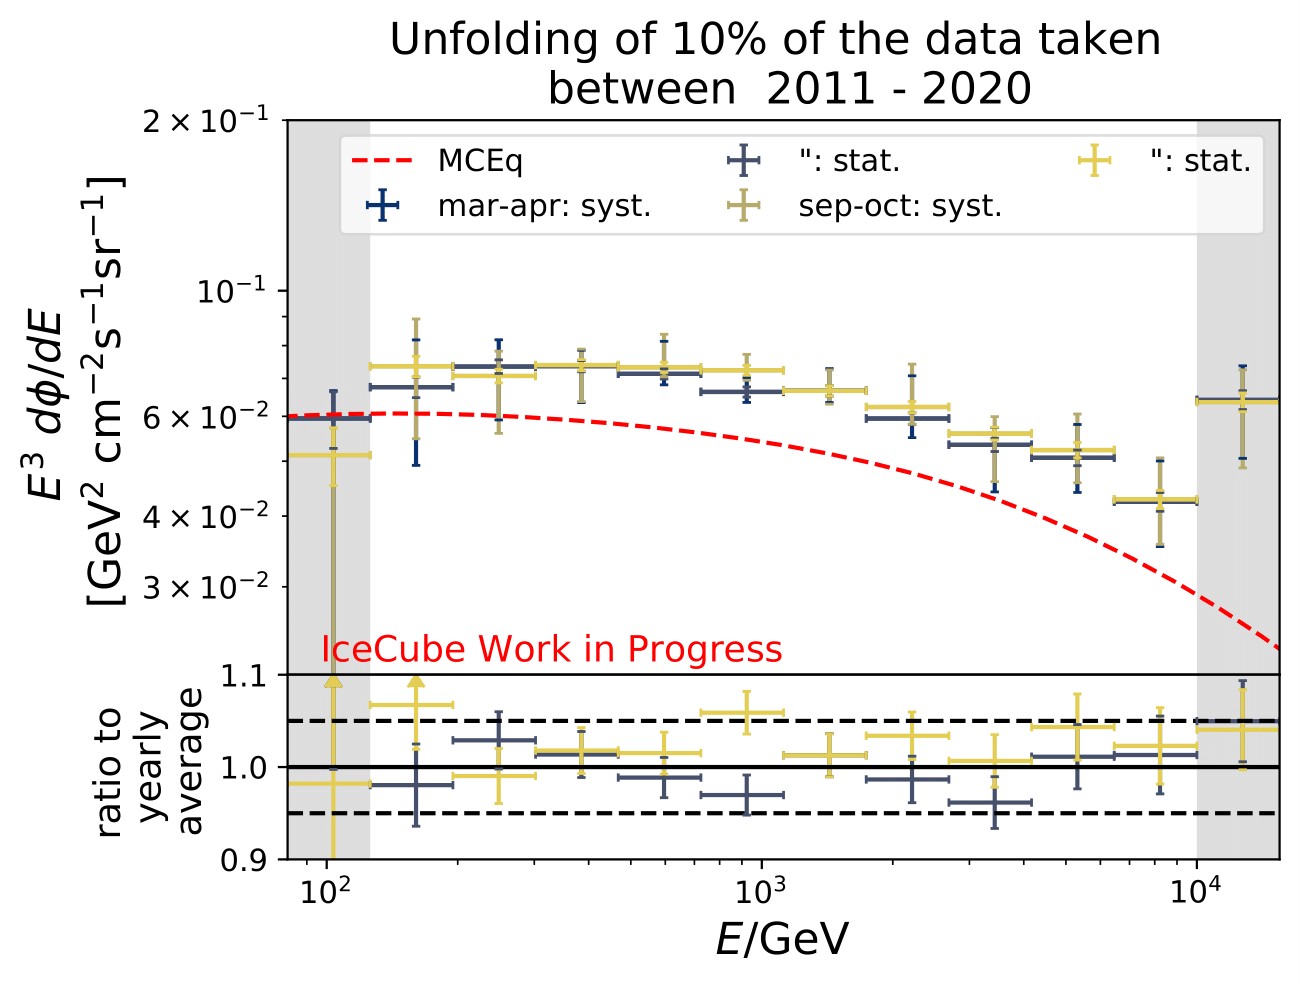 Unfolding of 10% of the data taken
between 2011 - 2020
MCEq
mar-apr: syst.
": stat.
sep-oct: syst.
": stat.
E³ dϕ/dE
[GeV² cm⁻²s⁻¹sr⁻¹]
2 × 10⁻¹
10⁻¹
6 × 10⁻²
4 × 10⁻²
3 × 10⁻²
IceCube Work in Progress
ratio to
yearly
average
1.1
1.0
0.9
10² 10³ 10⁴
E/GeV